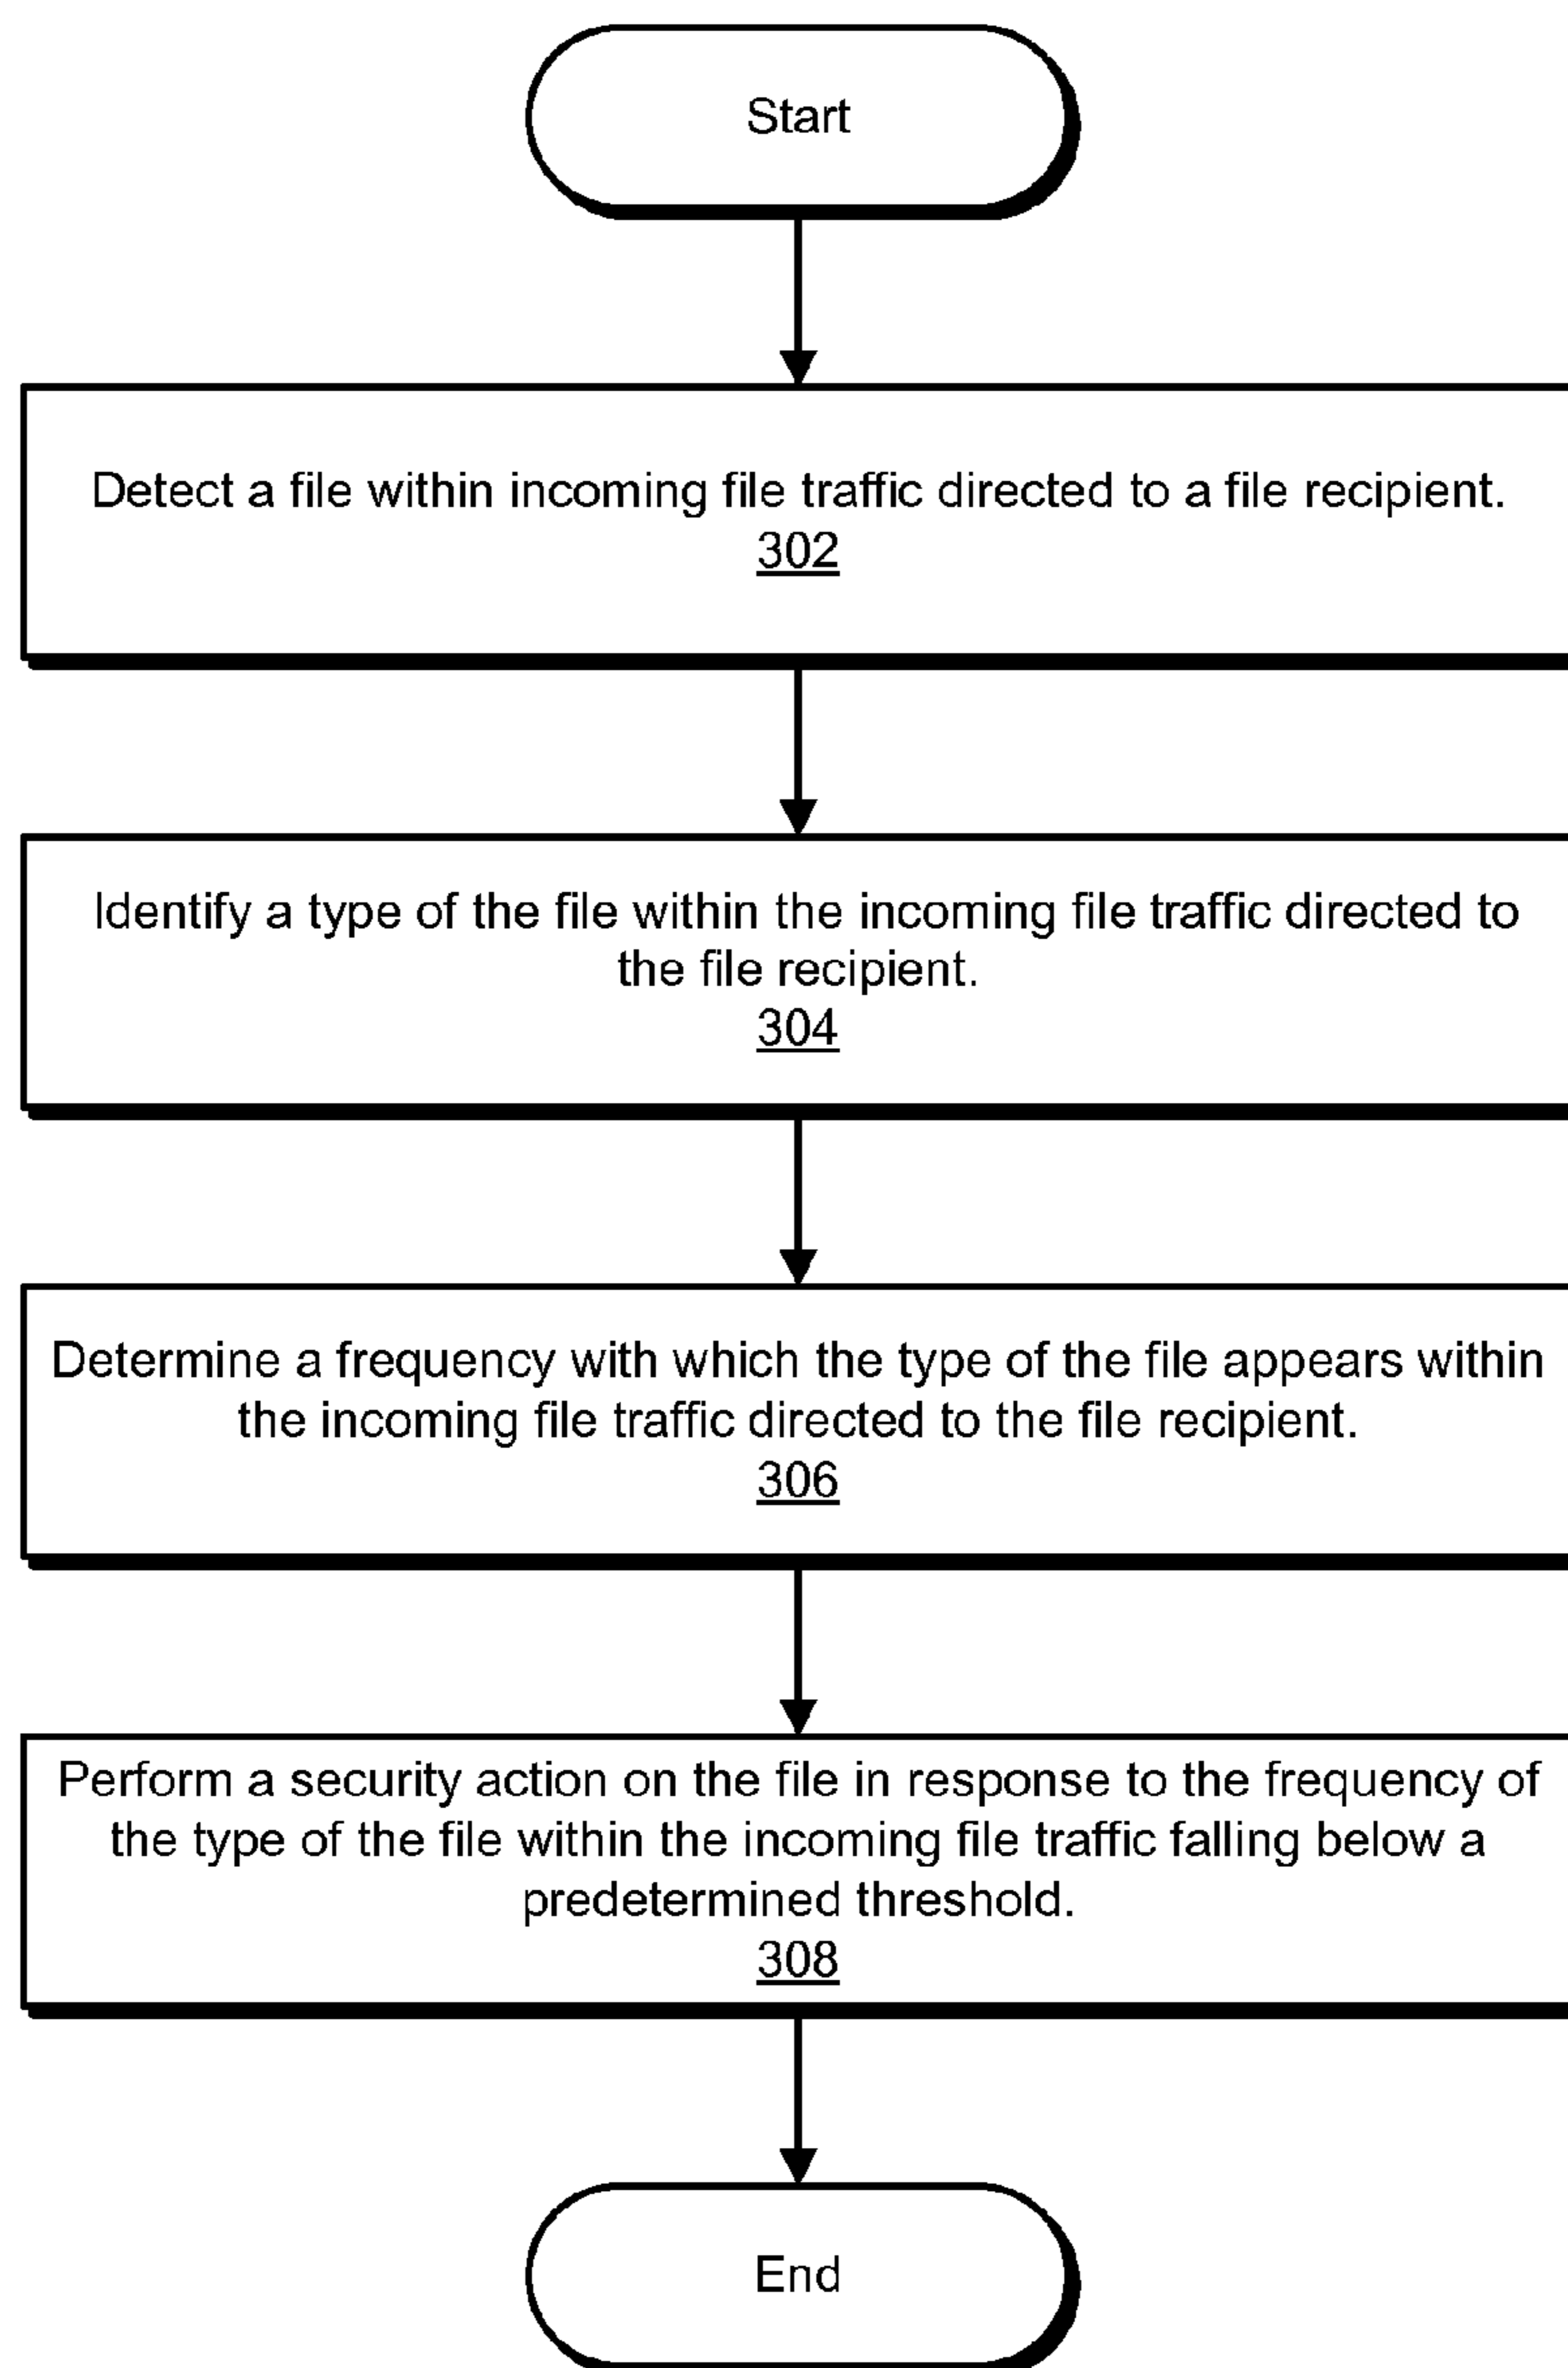 Start
Detect a file within incoming file traffic directed to a file recipient.
302
Identify a type of the file within the incoming file traffic directed to
the file recipient.
304
Determine a frequency with which the type of the file appears within
the incoming file traffic directed to the file recipient.
306
Perform a security action on the file in response to the frequency of
the type of the file within the incoming file traffic falling below a
predetermined threshold.
308
End